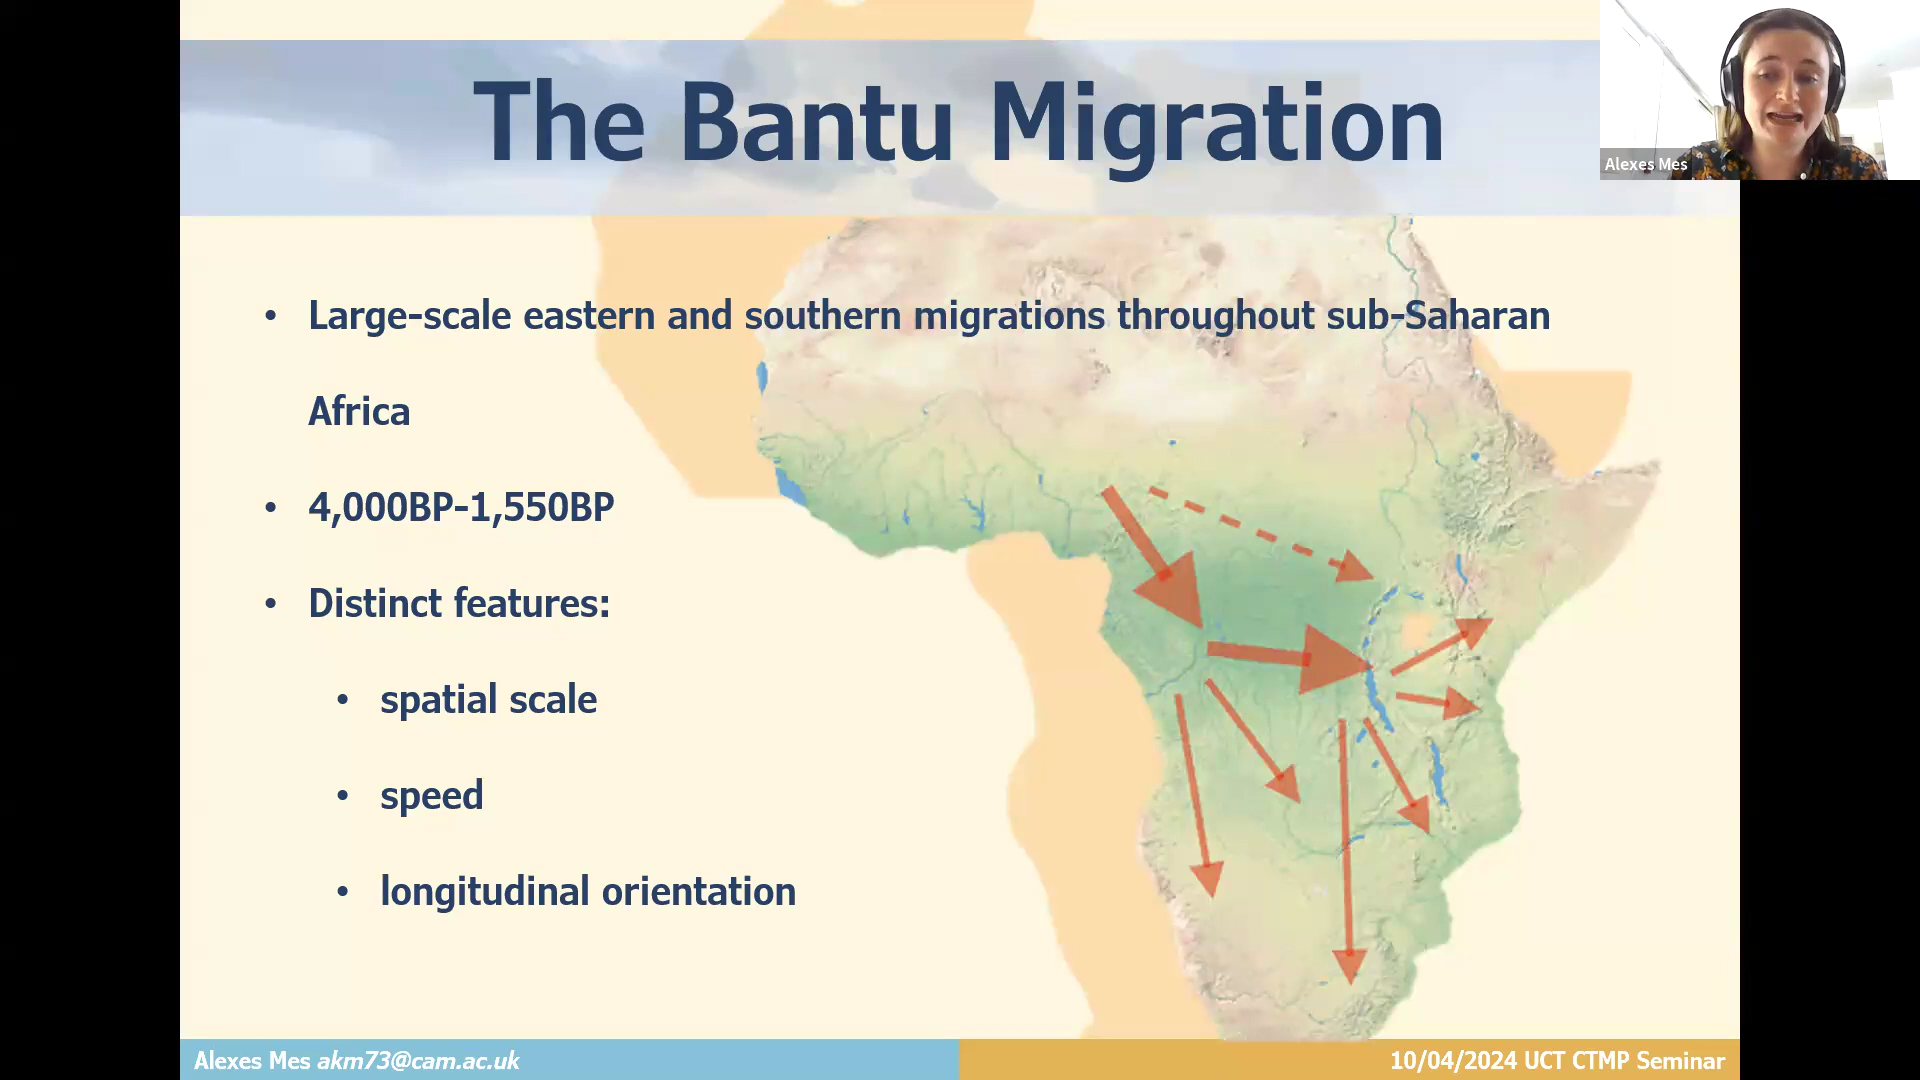 The Bantu Migration
Alexes Mes
• Large-scale eastern and southern migrations throughout sub-Saharan
Africa
• 4,000BP-1,550BP
• Distinct features:
• spatial scale
• speed
• longitudinal orientation
Alexes Mes akm73@cam.ac.uk
10/04/2024 UCT CTMP Seminar